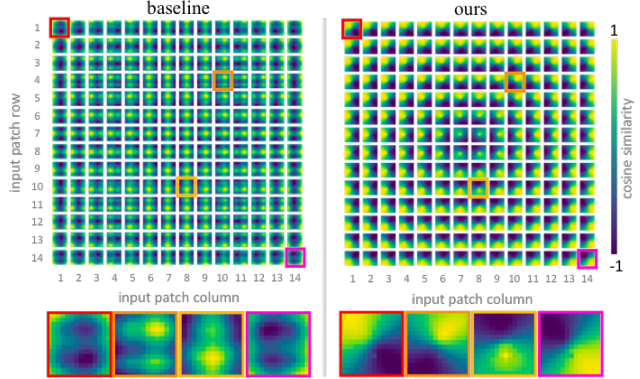 baseline
1
2
3
4
5
6
7
8
9
10
11
12
13
14
input patch row
1 2 3 4 5 6 7 8 9 10 11 12 13 14
input patch column
ours
1 2 3 4 5 6 7 8 9 10 11 12 13 14
input patch column
1
cosine similarity
-1